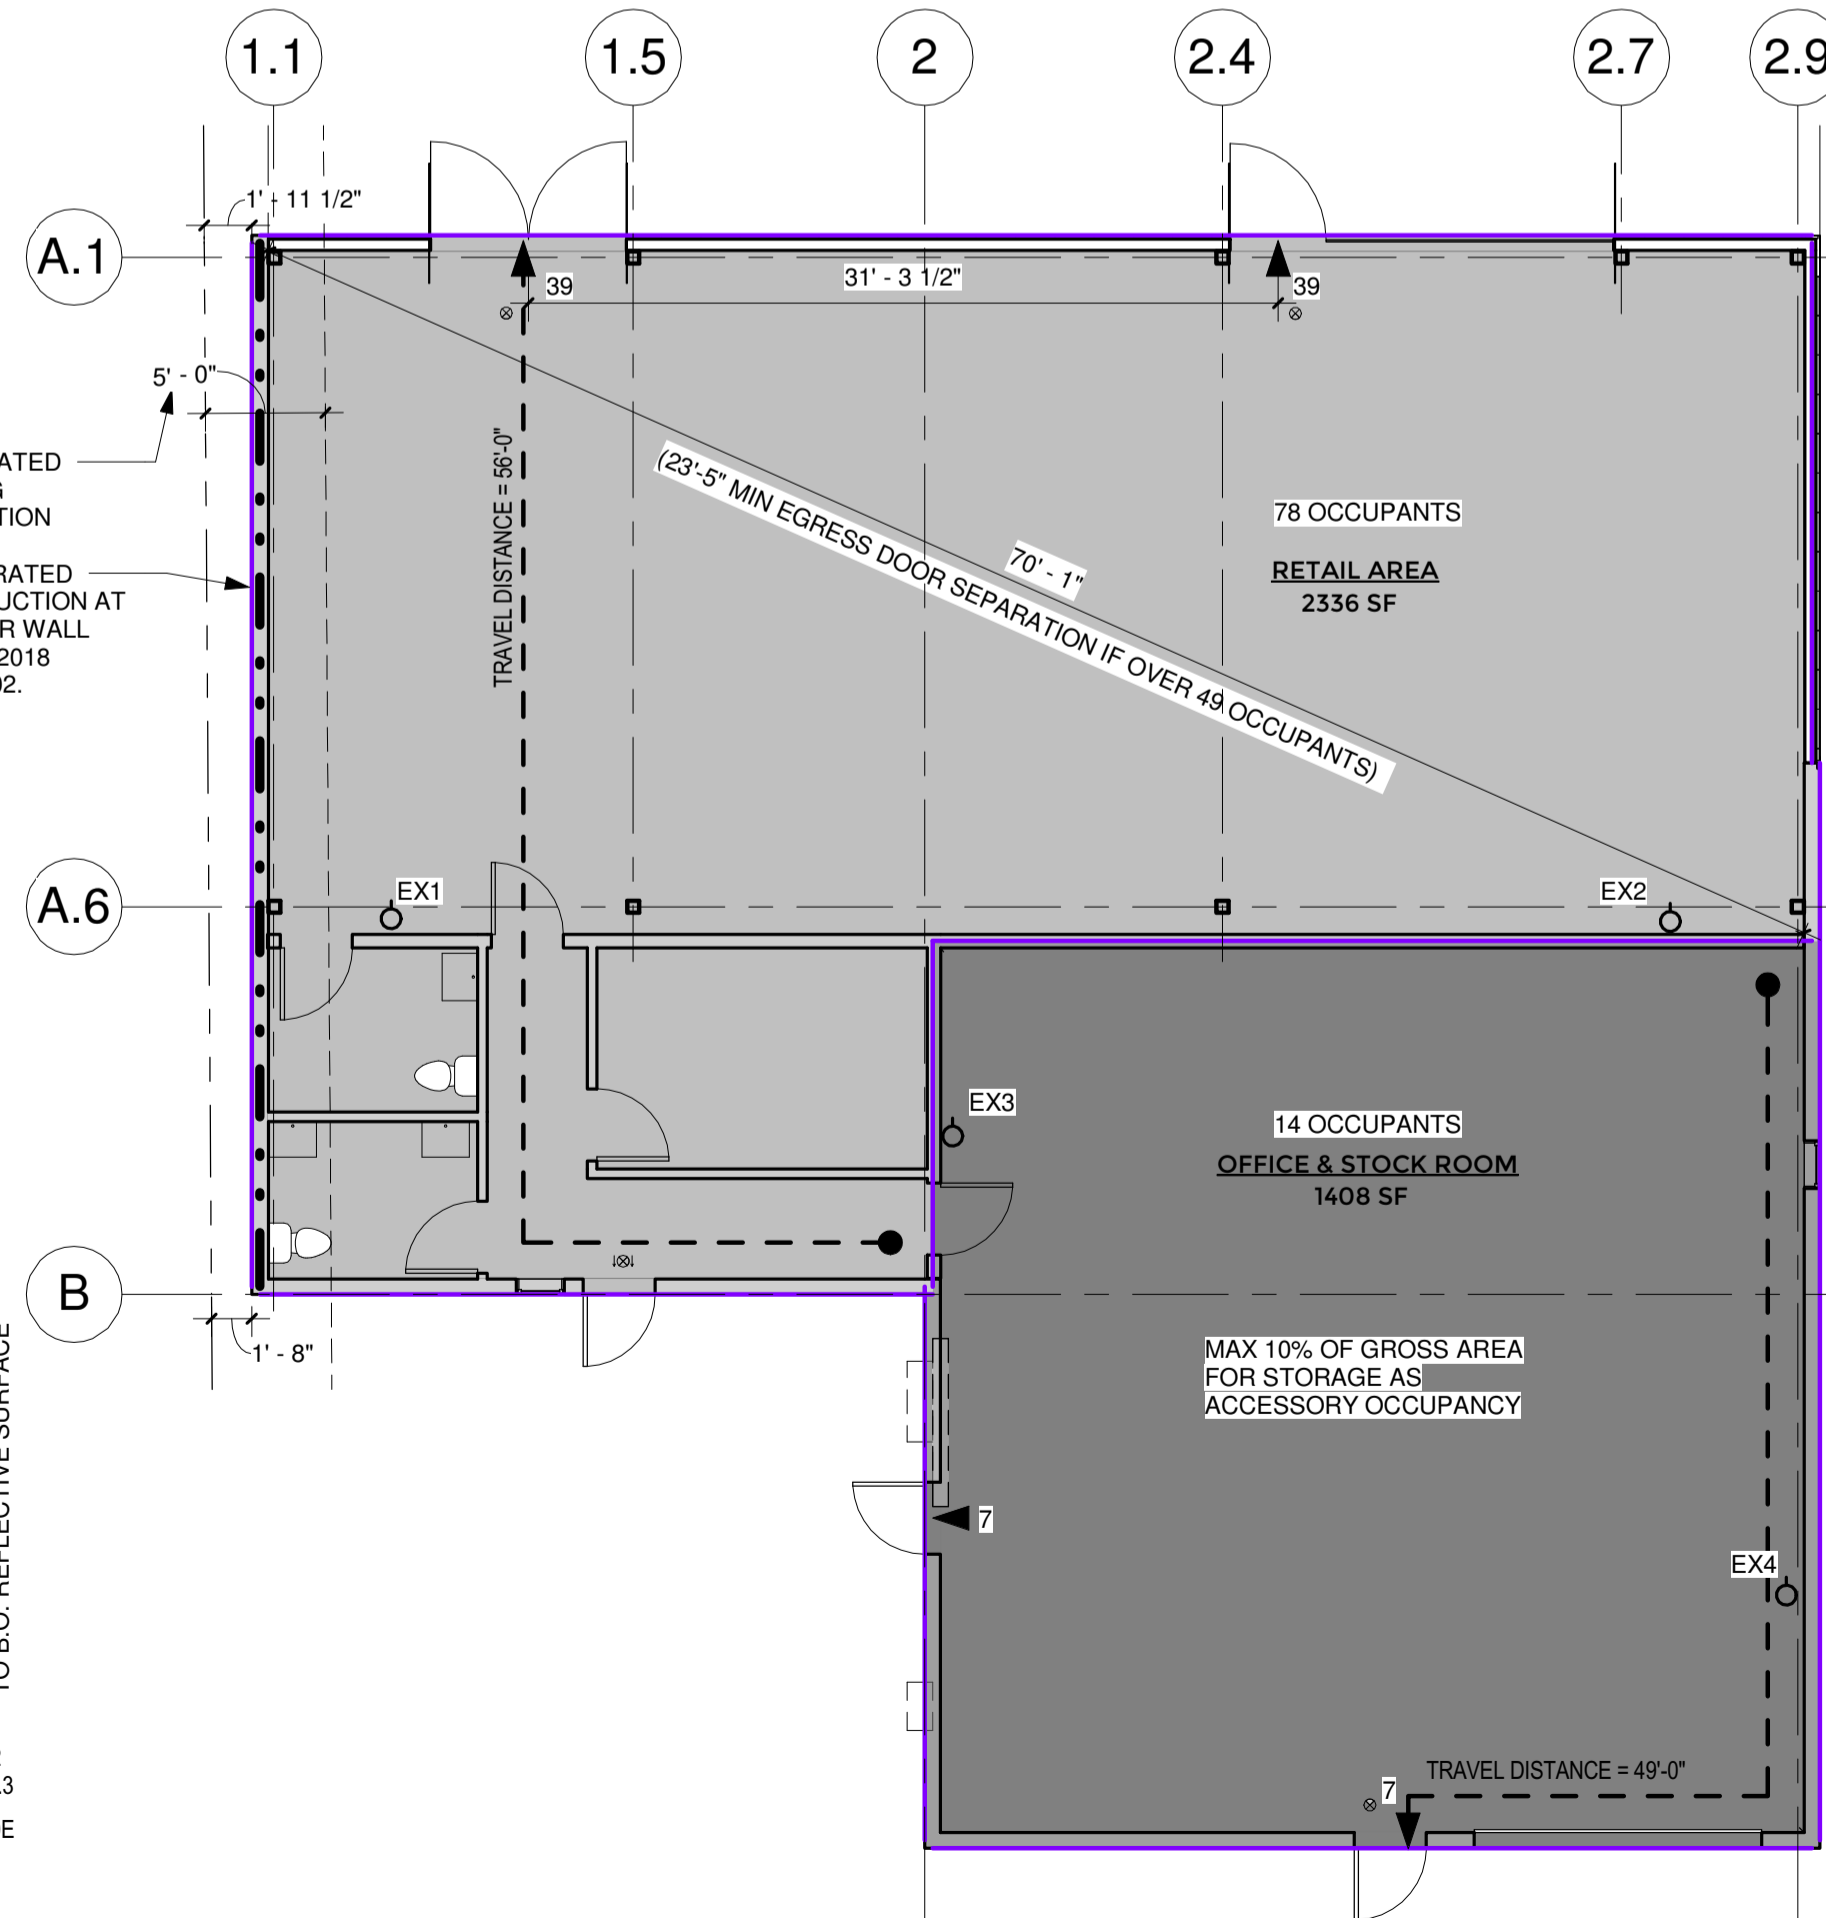 1.1
1.5
2
2.4
2.7
2.9
1' - 11 1/2"
A.1
39
31' - 3 1/2"
39
5' - 0"
TRAVEL DISTANCE = 56'-0"
(23'-5" MIN EGRESS DOOR SEPARATION IF OVER 49 OCCUPANTS)
70' - 1"
78 OCCUPANTS
RETAIL AREA
2336 SF
ATED
TION
RATED
UCTION AT
R WALL
2018
02.
A.6
EX1
EX2
EX3
14 OCCUPANTS
OFFICE & STOCK ROOM
1408 SF
B
1' - 8"
MAX 10% OF GROSS AREA
FOR STORAGE AS
ACCESSORY OCCUPANCY
7
EX4
TO B.O. REFLECTIVE SURFACE
TRAVEL DISTANCE = 49'-0"
7
.3